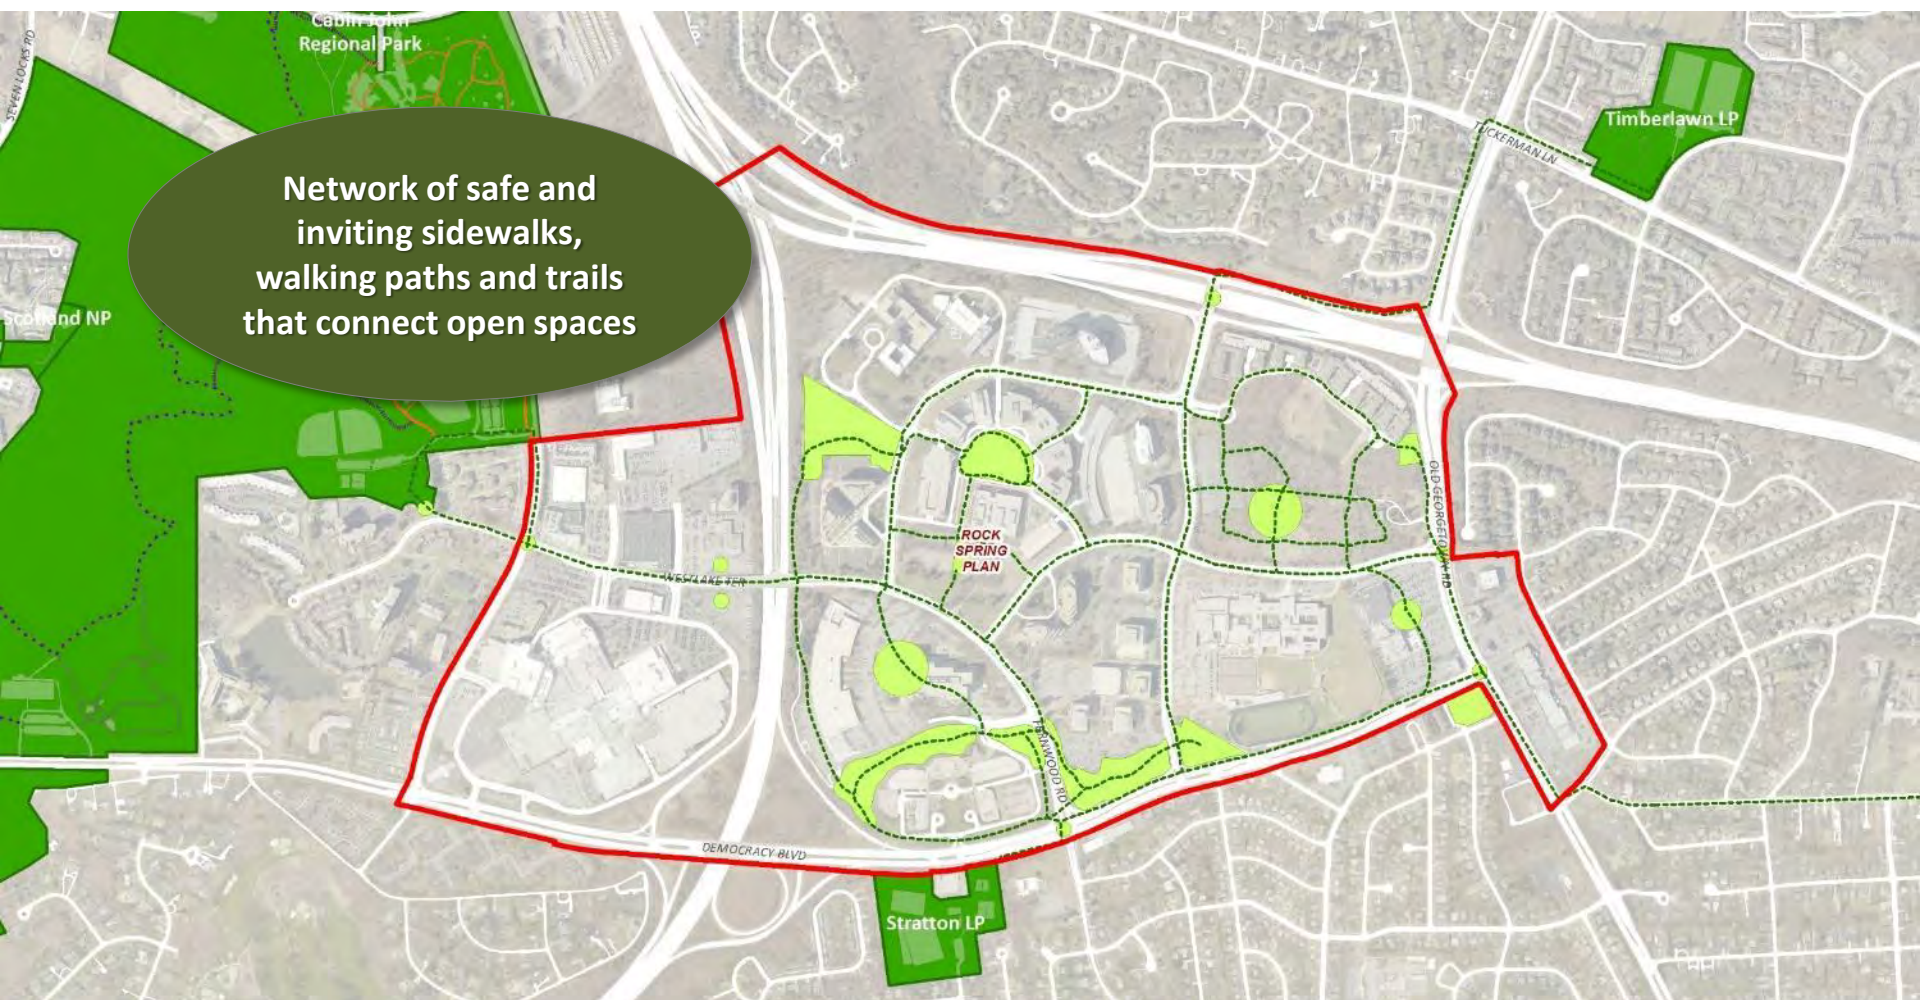 Cabin John
Regional Park
SEVEN LOCKS RD
Timberlawn LP
TUCKERMAN LN
Network of safe and
inviting sidewalks,
walking paths and trails
that connect open spaces
Scotland NP
OLD GEORGETOWN RD
ROCK
SPRING
PLAN
WESTLAKE TER
FERNWOOD RD
DEMOCRACY BLVD
Stratton LP